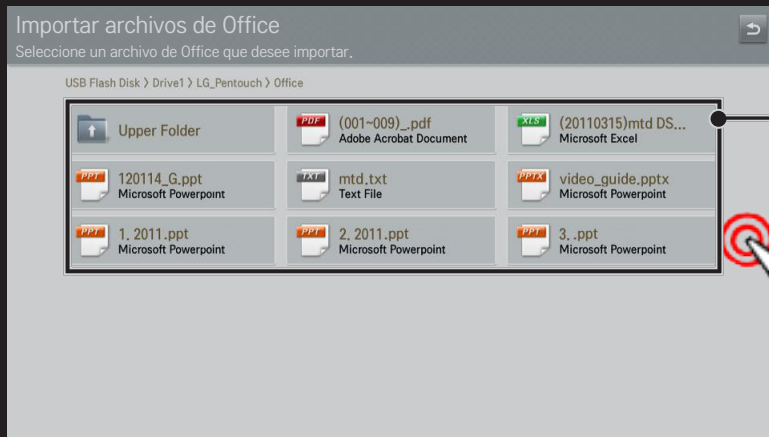 Importar archivos de Office
Seleccione un archivo de Office que desee importar.
USB Flash Disk > Drive1 > LG_Pentouch > Office
Upper Folder
PDF
(001~009)_.pdf
Adobe Acrobat Document
XLS
(20110315)mtd DS...
Microsoft Excel
PPT
120114_G.ppt
Microsoft Powerpoint
TXT
mtd.txt
Text File
PPTX
video_guide.pptx
Microsoft Powerpoint
PPT
1. 2011.ppt
Microsoft Powerpoint
PPT
2. 2011.ppt
Microsoft Powerpoint
PPT
3. .ppt
Microsoft Powerpoint